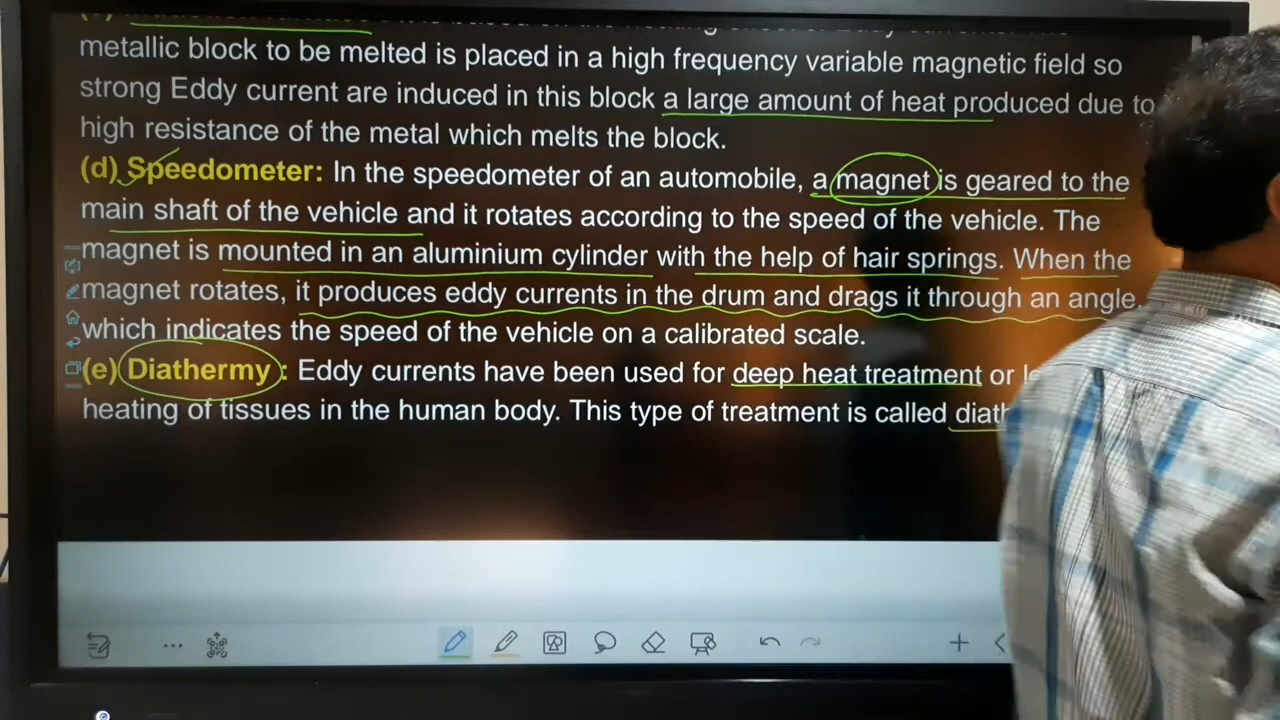 metallic block to be melted is placed in a high frequency variable magnetic field so
strong Eddy current are induced in this block a large amount of heat produced due to
high resistance of the metal which melts the block.
(d) Speedometer: In the speedometer of an automobile, a magnet is geared to the
main shaft of the vehicle and it rotates according to the speed of the vehicle. The
magnet is mounted in an aluminium cylinder with the help of hair springs. When the
magnet rotates, it produces eddy currents in the drum and drags it through an angle,
which indicates the speed of the vehicle on a calibrated scale.
(e) Diathermy : Eddy currents have been used for deep heat treatment or
heating of tissues in the human body. This type of treatment is called